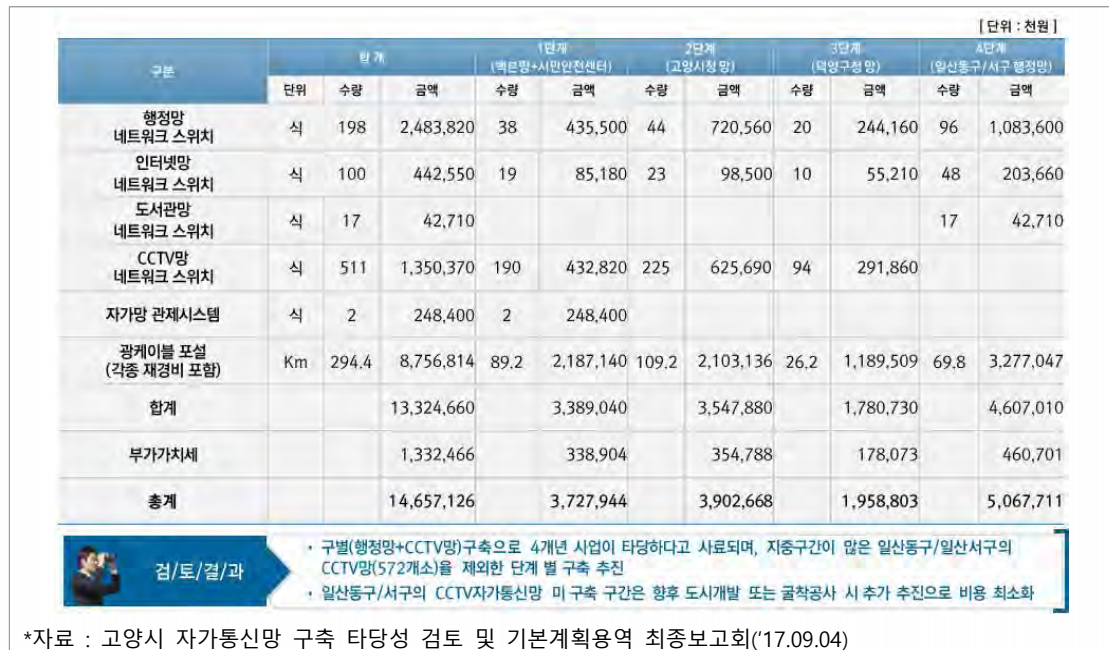 [ 단위 : 천원 ]
구분 합 계 1단계 (백본망+시민안전센터) 2단계 (고양시청 망) 3단계 (덕양구청 망) 4단계 (일산동구/서구 행정망)
단위 수량 금액 수량 금액 수량 금액 수량 금액 수량 금액
행정망
네트워크 스위치 식 198 2,483,820 38 435,500 44 720,560 20 244,160 96 1,083,600
인터넷망
네트워크 스위치 식 100 442,550 19 85,180 23 98,500 10 55,210 48 203,660
도서관망
네트워크 스위치 식 17 42,710 17 42,710
CCTV망
네트워크 스위치 식 511 1,350,370 190 432,820 225 625,690 94 291,860
자가망 관제시스템 식 2 248,400 2 248,400
광케이블 포설
(각종 재경비 포함) Km 294.4 8,756,814 89.2 2,187,140 109.2 2,103,136 26.2 1,189,509 69.8 3,277,047
합계 13,324,660 3,389,040 3,547,880 1,780,730 4,607,010
부가가치세 1,332,466 338,904 354,788 178,073 460,701
총계 14,657,126 3,727,944 3,902,668 1,958,803 5,067,711
검/토/결/과
· 구별(행정망+CCTV망)구축으로 4개년 사업이 타당하다고 사료되며, 지중구간이 많은 일산동구/일산서구의
CCTV망(572개소)을 제외한 단계 별 구축 추진
· 일산동구/서구의 CCTV자가통신망 미 구축 구간은 향후 도시개발 또는 굴착공사 시 추가 추진으로 비용 최소화
*자료 : 고양시 자가통신망 구축 타당성 검토 및 기본계획용역 최종보고회('17.09.04)